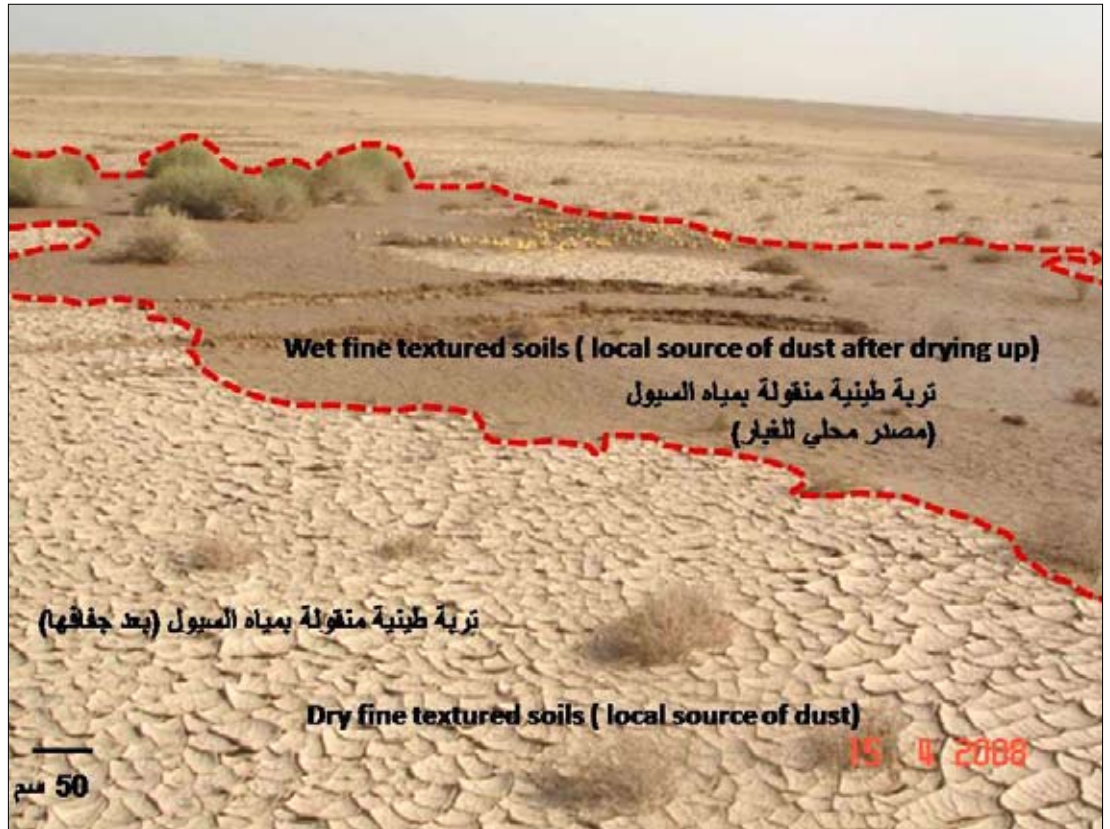 Wet fine textured soils ( local source of dust after drying up)
تربة طينية منقولة بمياه السيول
(مصدر محلي للغبار)
تربة طينية منقولة بمياه السيول (بعد جفافها)
Dry fine textured soils ( local source of dust)
15 4 2008
50 سم